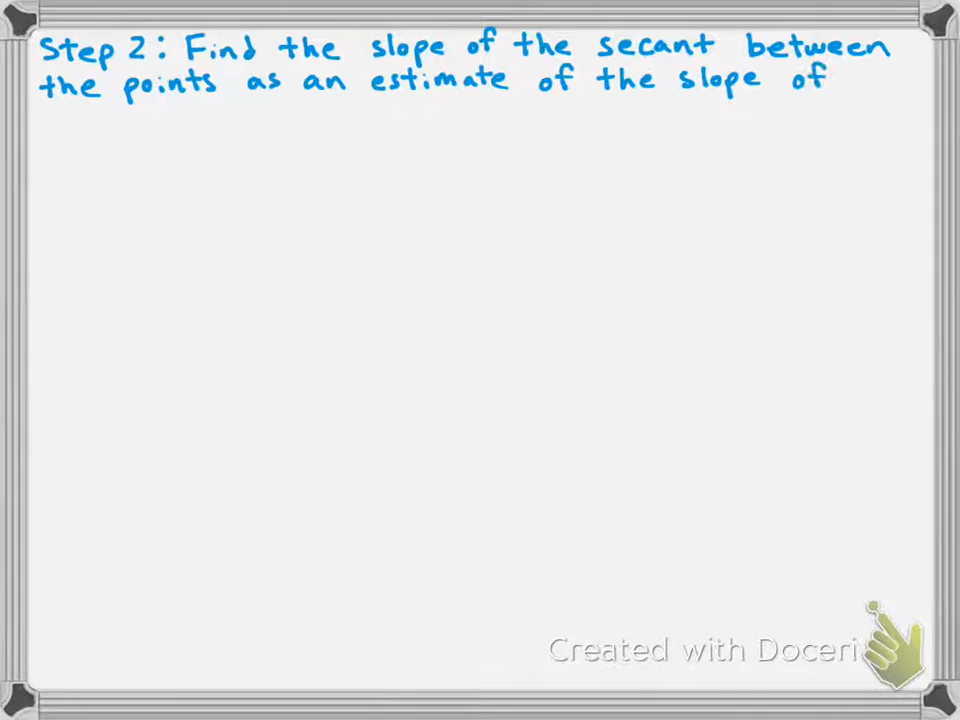 Step 2: Find the slope of the secant between
the points as an estimate of the slope of
Created with Doceri